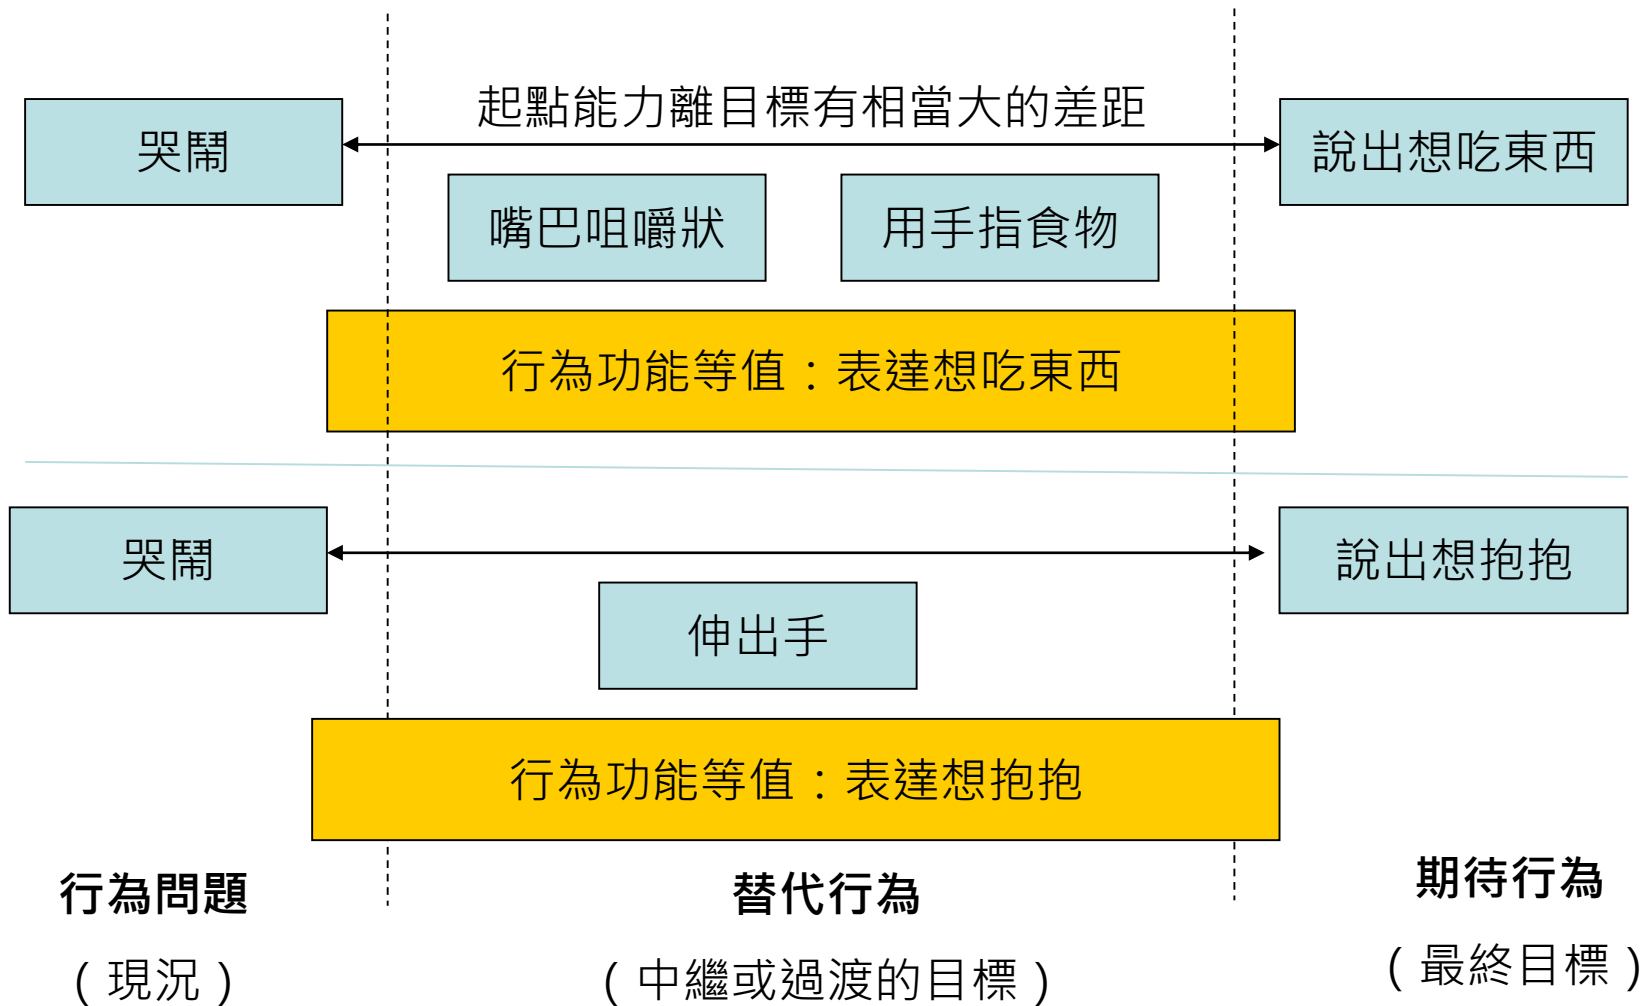 起點能力離目標有相當大的差距
哭鬧
說出想吃東西
嘴巴咀嚼狀
用手指食物
行為功能等值：表達想吃東西
哭鬧
說出想抱抱
伸出手
行為功能等值：表達想抱抱
行為問題
替代行為
期待行為
(現況)
(中繼或過渡的目標)
(最終目標)